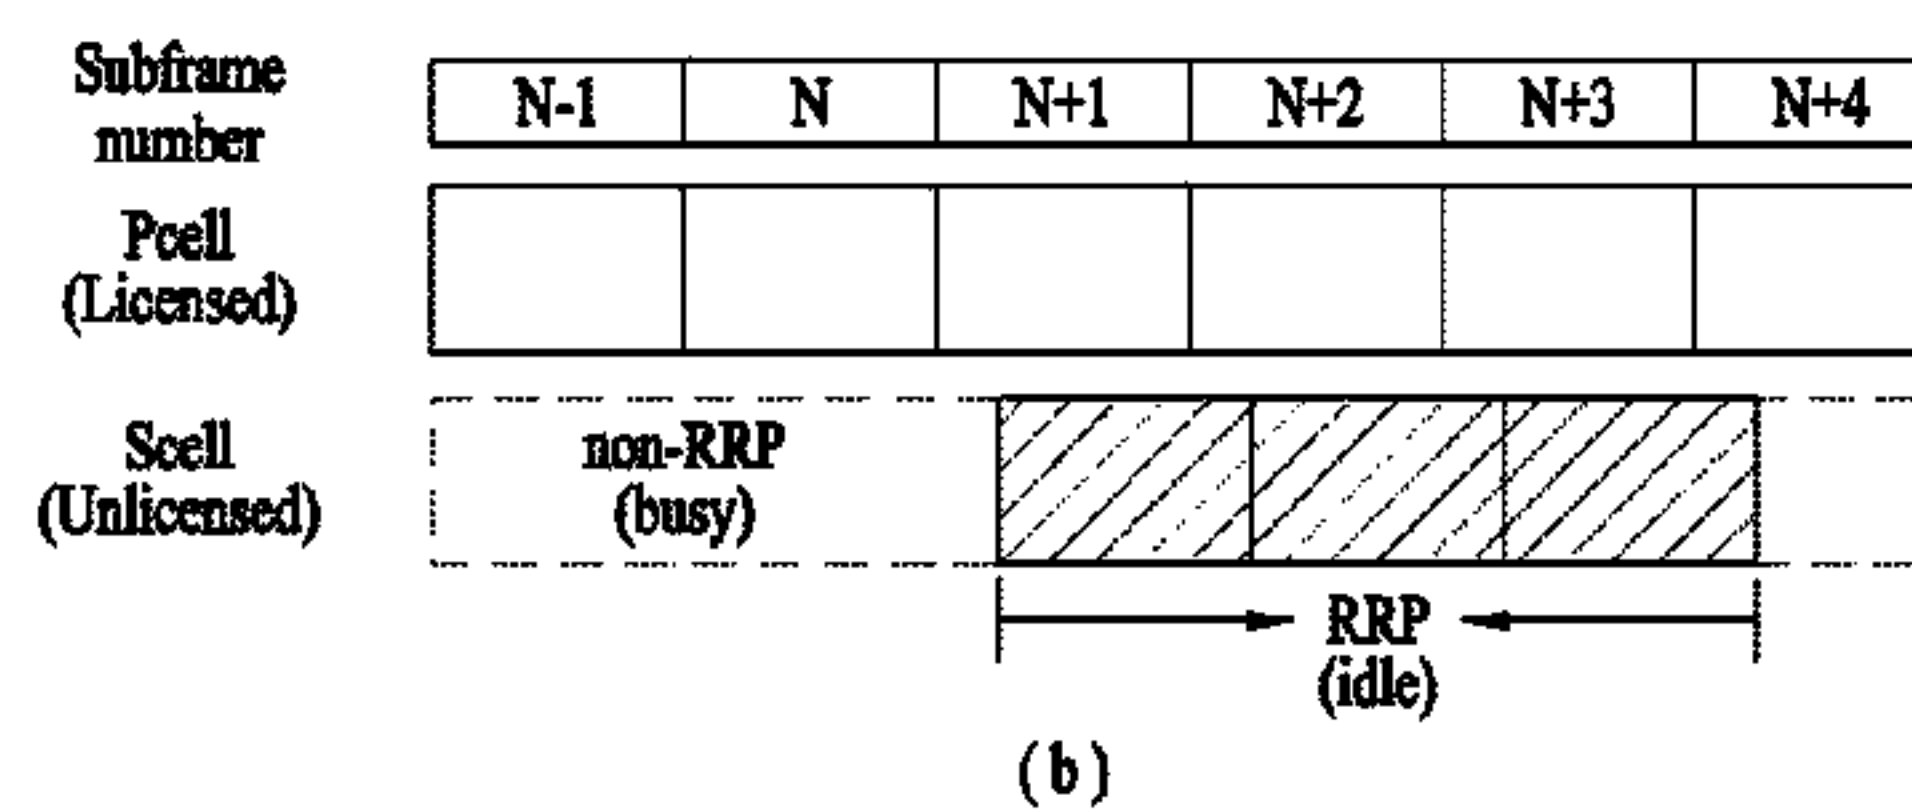 Subframe
number
N-1 N N+1 N+2 N+3 N+4
Pcell
(Licensed)
Scell
(Unlicensed)
non-RRP
(busy)
RRP
(idle)
(b)